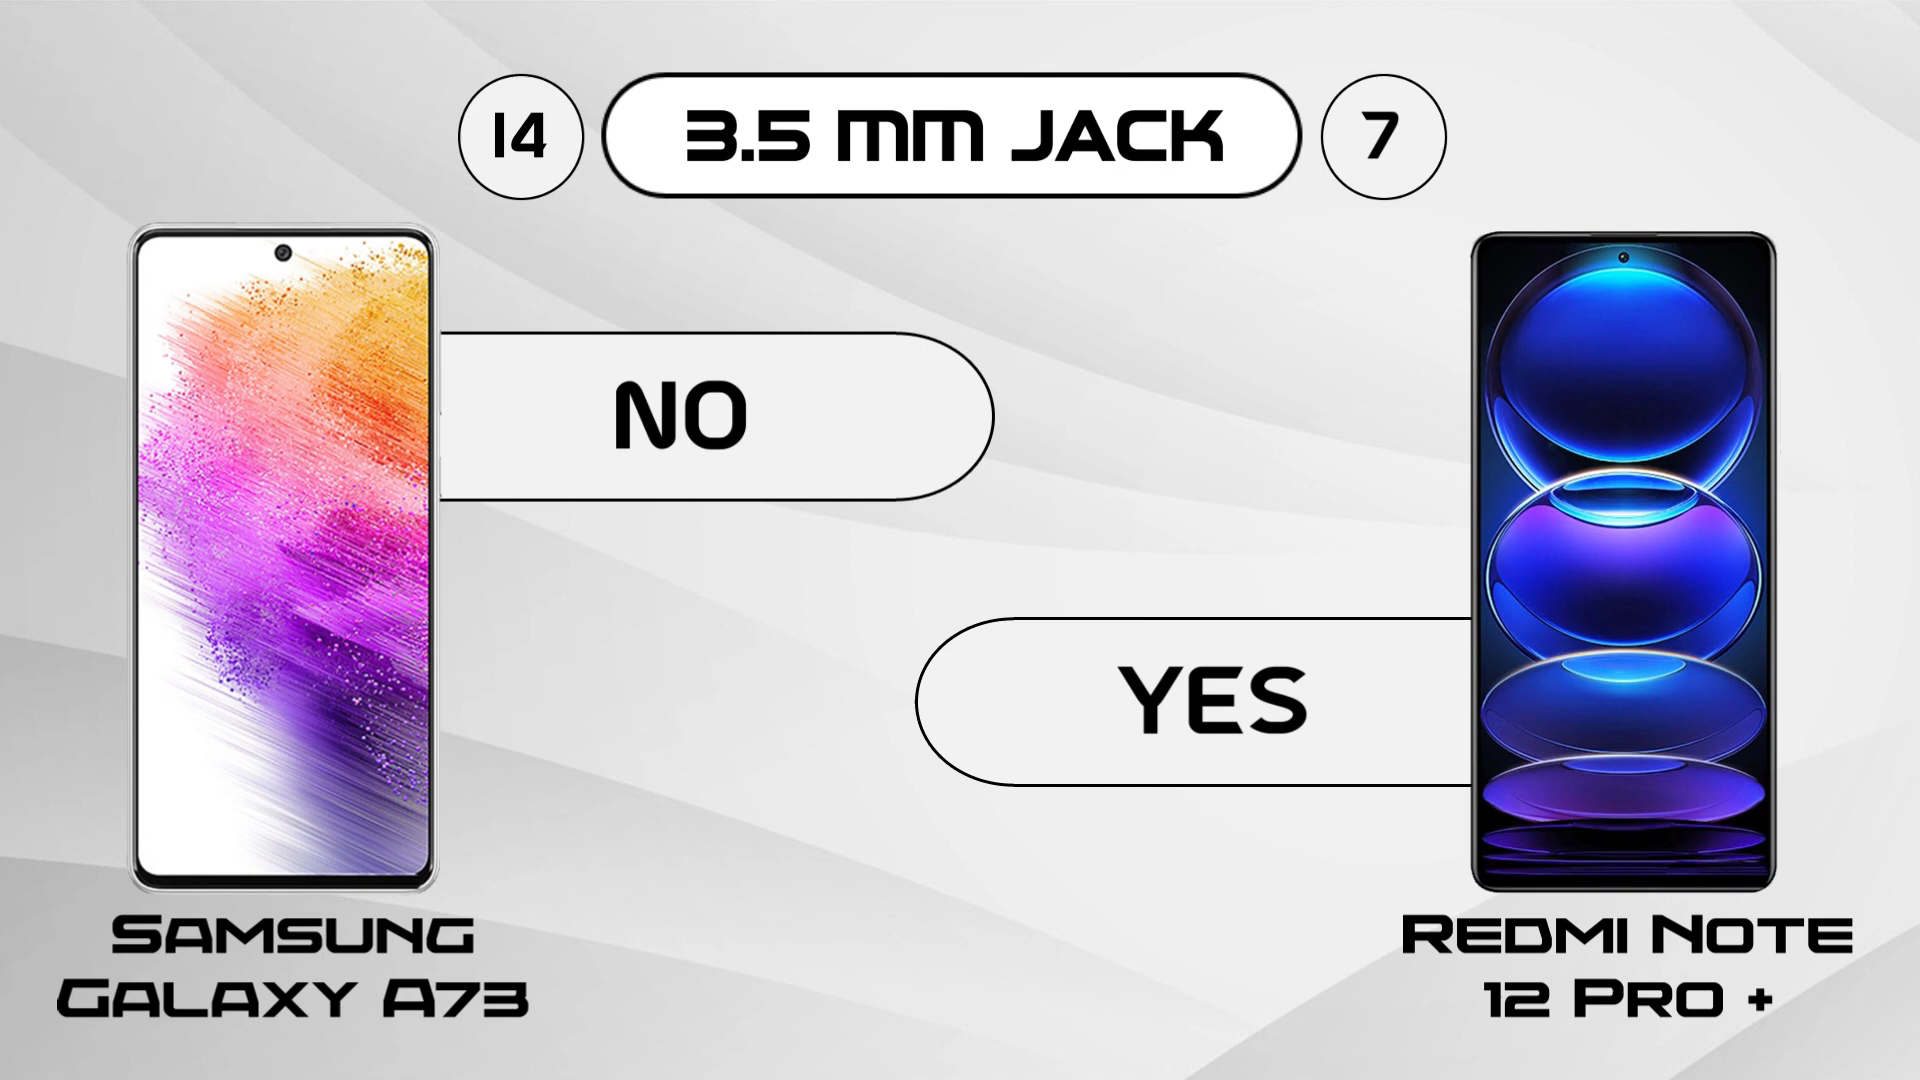 14 3.5 MM JACK 7
NO
YES
SAMSUNG
GALAXY A73
REDMI NOTE
12 PRO +